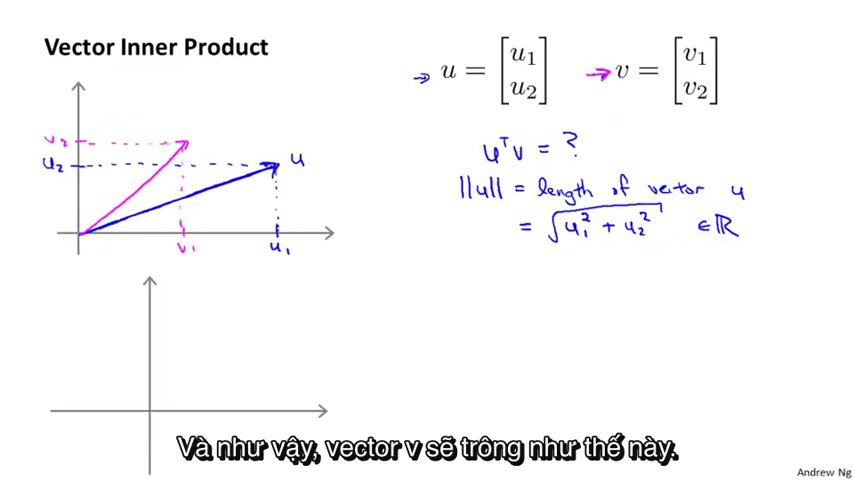 Vector Inner Product
→ u = [u₁ u₂] → v = [v₁ v₂]
uᵀv = ?
||u|| = length of vector u
= √(u₁² + u₂²) ∈ ℝ
v₂
u₂
u
v₁
u₁
Và như vậy, vector v sẽ trông như thế này.
Andrew Ng